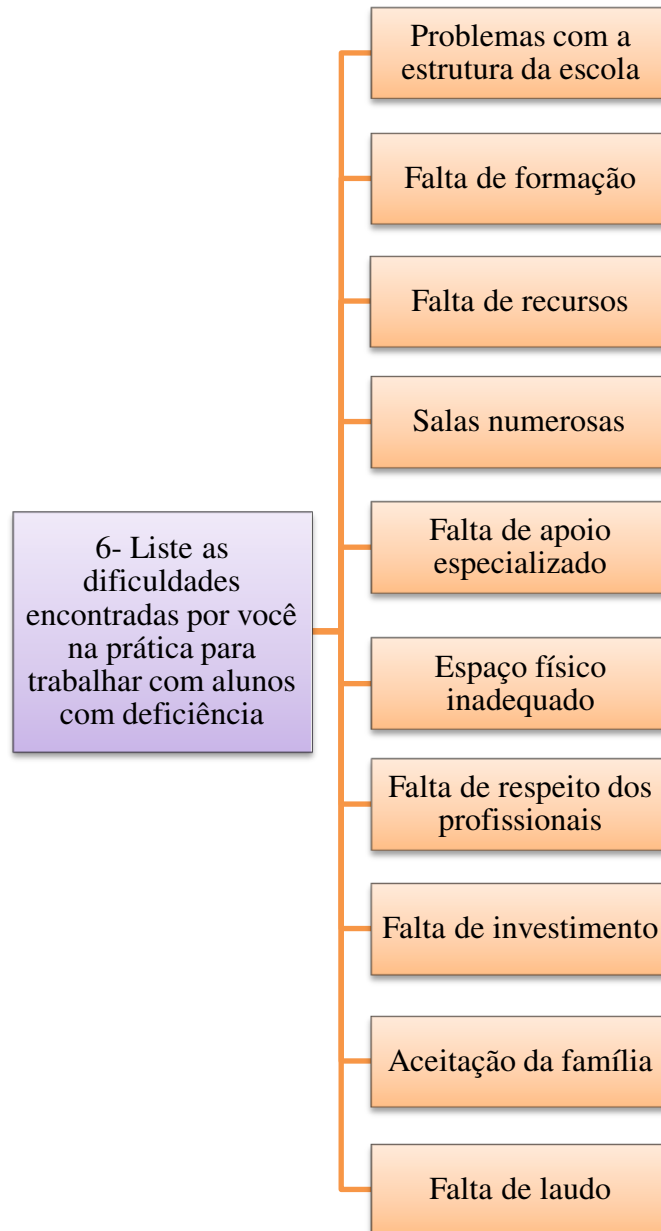 6- Liste as
dificuldades
encontradas por você
na prática para
trabalhar com alunos
com deficiência
Problemas com a
estrutura da escola
Falta de formação
Falta de recursos
Salas numerosas
Falta de apoio
especializado
Espaço físico
inadequado
Falta de respeito dos
profissionais
Falta de investimento
Aceitação da família
Falta de laudo